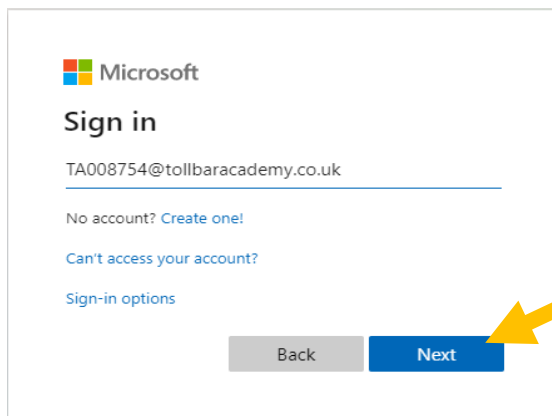 Microsoft
Sign in
TA008754@tollbaracademy.co.uk
No account? Create one!
Can't access your account?
Sign-in options
Back Next